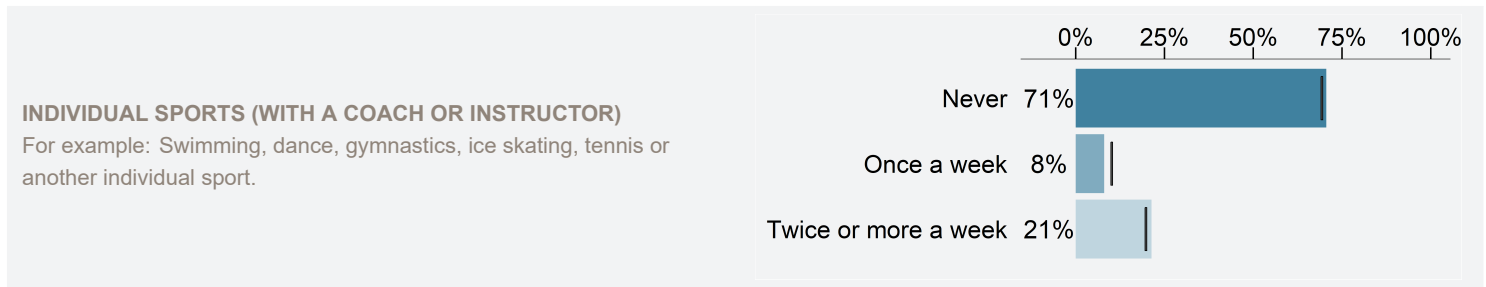 INDIVIDUAL SPORTS (WITH A COACH OR INSTRUCTOR)
For example: Swimming, dance, gymnastics, ice skating, tennis or
another individual sport.
0% 25% 50% 75% 100%
Never 71%
Once a week 8%
Twice or more a week 21%